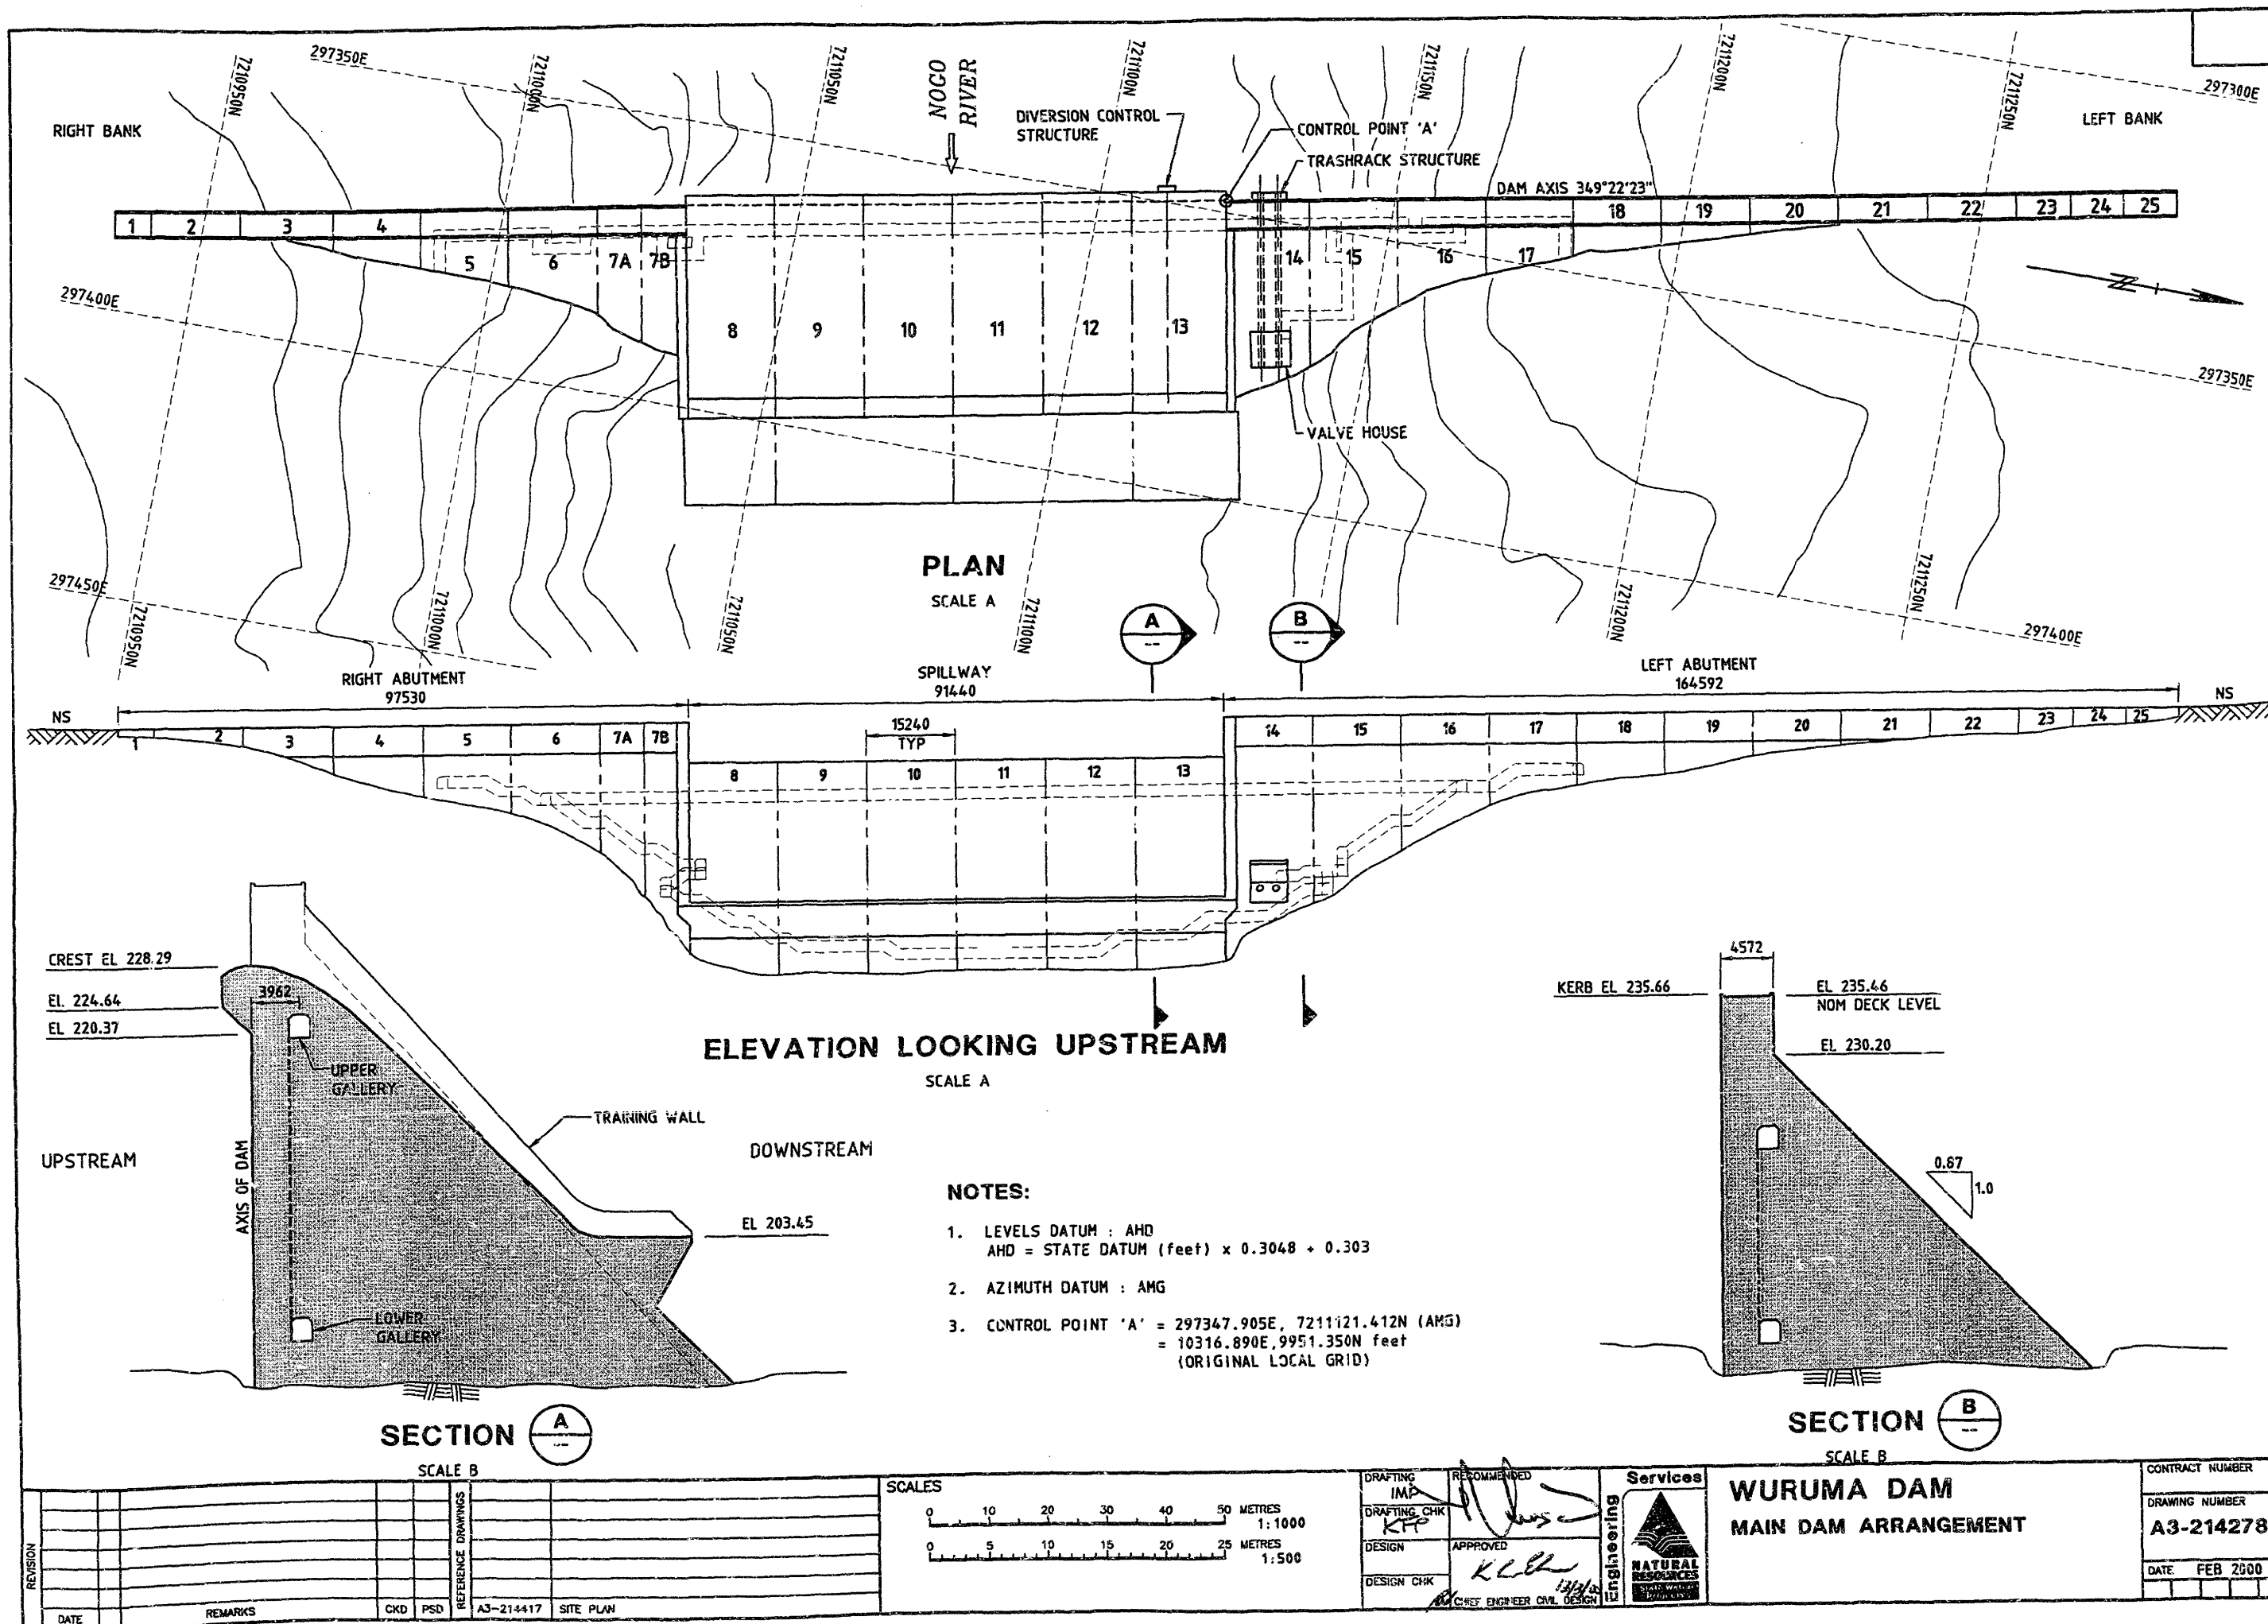 297350E
7210950N
7211000N
7211050N
NOGO
RIVER
7211100N
7211150N
7211200N
7211250N
297300E
RIGHT BANK
DIVERSION CONTROL
STRUCTURE
CONTROL POINT 'A'
TRASHRACK STRUCTURE
LEFT BANK
DAM AXIS 349°22'23"
1 2 3 4 5 6 7A 7B 8 9 10 11 12 13 14 15 16 17 18 19 20 21 22 23 24 25
297400E
297350E
VALVE HOUSE
297450E
7210950N
7211000N
7211050N
7211100N
7211200N
7211250N
297400E
PLAN
SCALE A
A
--
B
--
RIGHT ABUTMENT
97530
SPILLWAY
91440
LEFT ABUTMENT
164592
NS
NS
15240
TYP
1 2 3 4 5 6 7A 7B 8 9 10 11 12 13 14 15 16 17 18 19 20 21 22 23 24 25
ELEVATION LOOKING UPSTREAM
SCALE A
CREST EL 228.29
EL 224.64
EL 220.37
3962
UPPER
GALLERY
TRAINING WALL
UPSTREAM
AXIS OF DAM
DOWNSTREAM
EL 203.45
LOWER
GALLERY
SECTION A
--
SCALE B
4572
KERB EL 235.66
EL 235.46
NOM DECK LEVEL
EL 230.20
0.67
1.0
SECTION B
--
SCALE B
NOTES:
1. LEVELS DATUM : AHD
AHD = STATE DATUM (feet) x 0.3048 + 0.303
2. AZIMUTH DATUM : AMG
3. CONTROL POINT 'A' = 297347.905E, 7211121.412N (AMG)
= 10316.890E,9951.350N feet
(ORIGINAL LOCAL GRID)
REVISION
DATE
REMARKS
CKD
PSD
REFERENCE DRAWINGS
A3-214417
SITE PLAN
SCALES
0 10 20 30 40 50 METRES
1:1000
0 5 10 15 20 25 METRES
1:500
DRAFTING
IMP
DRAFTING CHK
KFP
DESIGN
DESIGN CHK
RECOMMENDED
APPROVED
CHIEF ENGINEER CIVIL DESIGN
Engineering
Services
NATURAL
RESOURCES
WURUMA DAM
MAIN DAM ARRANGEMENT
CONTRACT NUMBER
DRAWING NUMBER
A3-214278
DATE FEB 2000